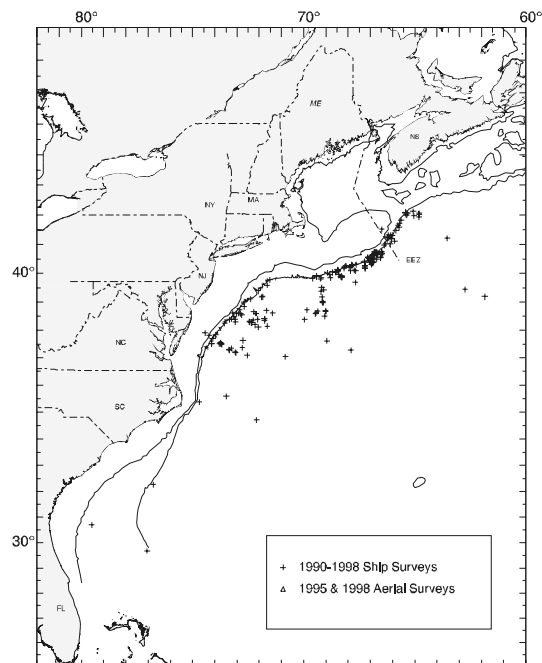 80° 70° 60°
ME
NS
NY MA
EEZ
40°
NJ
NC
SC
30°
+ 1990-1998 Ship Surveys
△ 1995 & 1998 Aerial Surveys
FL